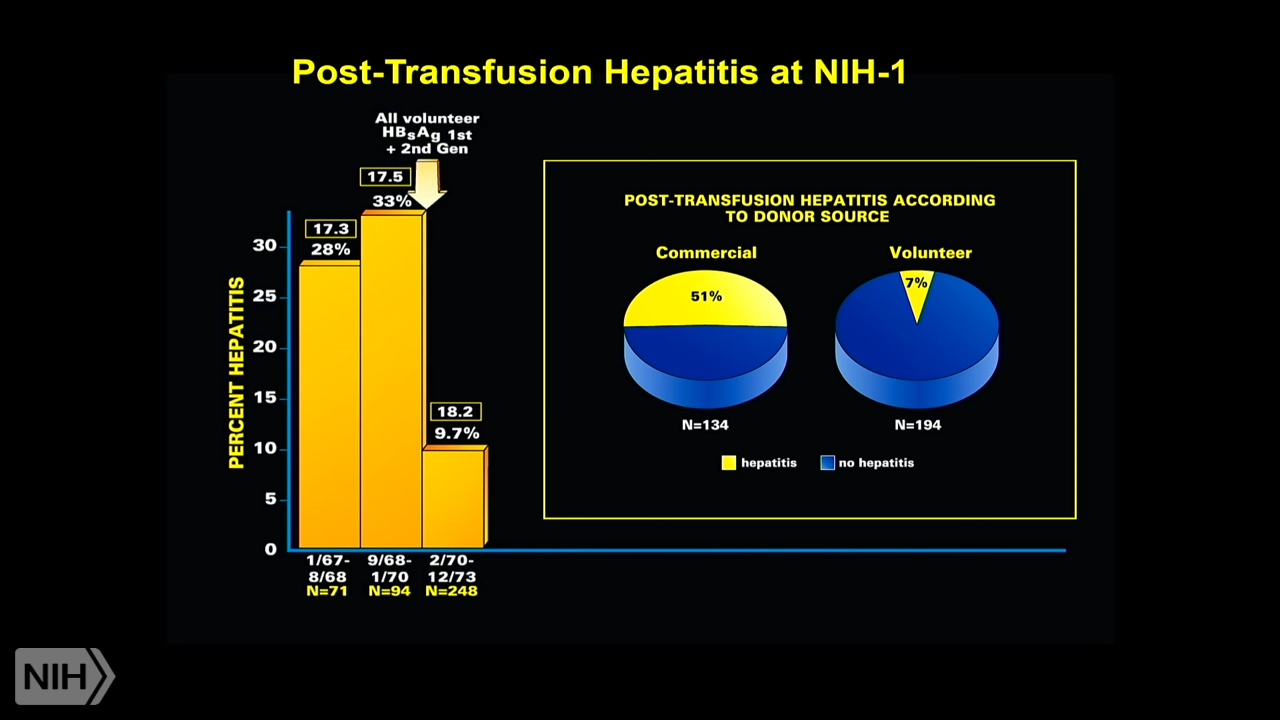 Post-Transfusion Hepatitis at NIH-1
All volunteer
HBsAg 1st
+ 2nd Gen
17.5
33%
17.3
28%
18.2
9.7%
PERCENT HEPATITIS
30
25
20
15
10
5
0
1/67-
8/68
N=71
9/68-
1/70
N=94
2/70-
12/73
N=248
POST-TRANSFUSION HEPATITIS ACCORDING
TO DONOR SOURCE
Commercial
51%
N=134
Volunteer
7%
N=194
hepatitis
no hepatitis
NIH